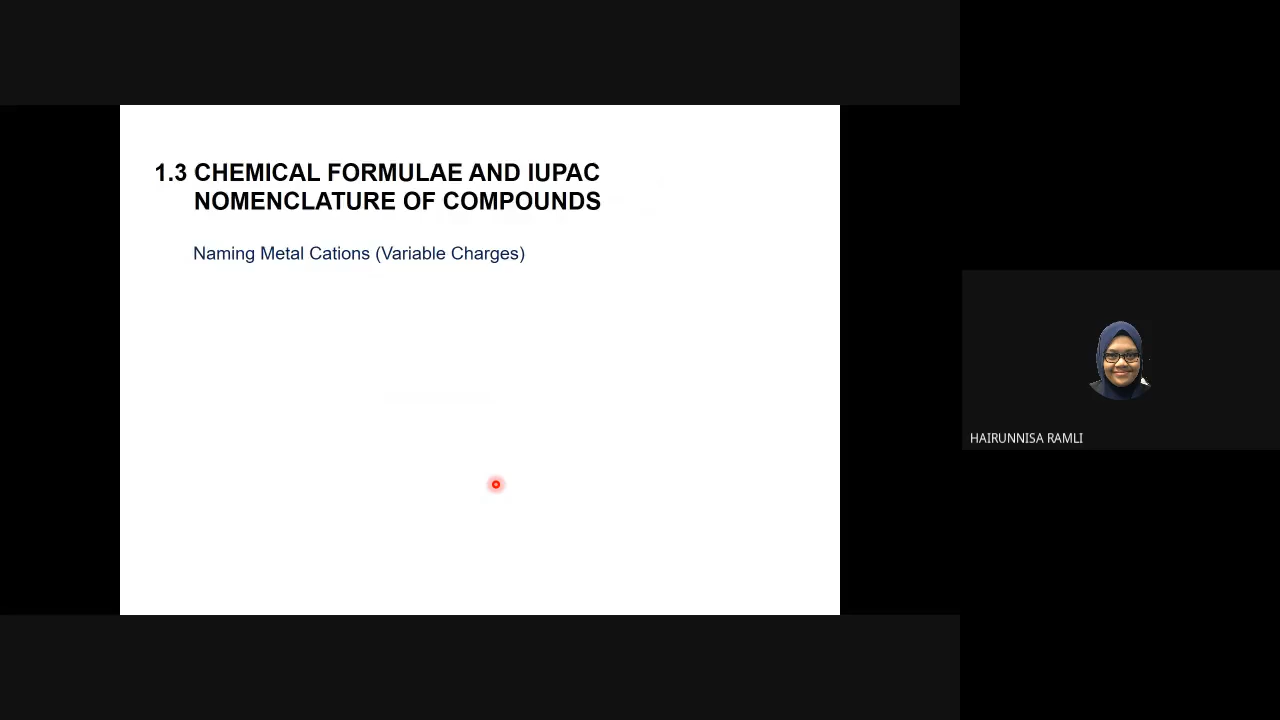 1.3 CHEMICAL FORMULAE AND IUPAC
NOMENCLATURE OF COMPOUNDS
Naming Metal Cations (Variable Charges)
HAIRUNNISA RAMLI